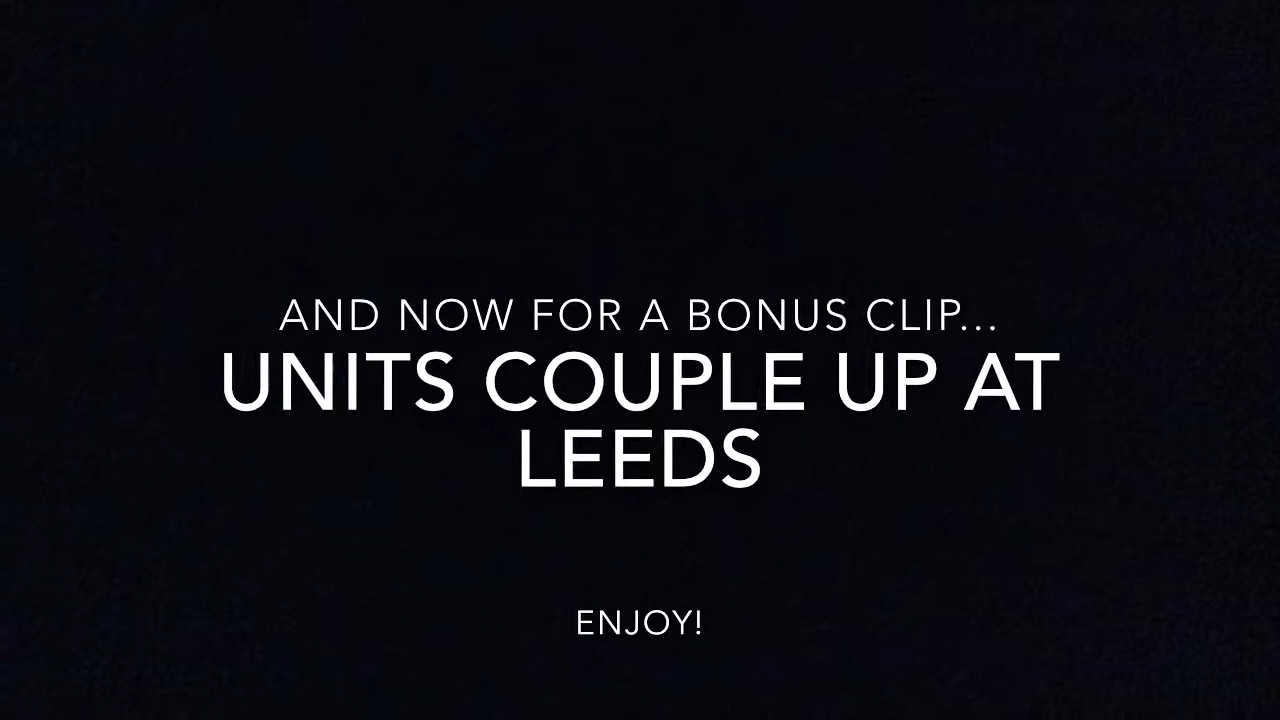 AND NOW FOR A BONUS CLIP...
UNITS COUPLE UP AT
LEEDS
ENJOY!